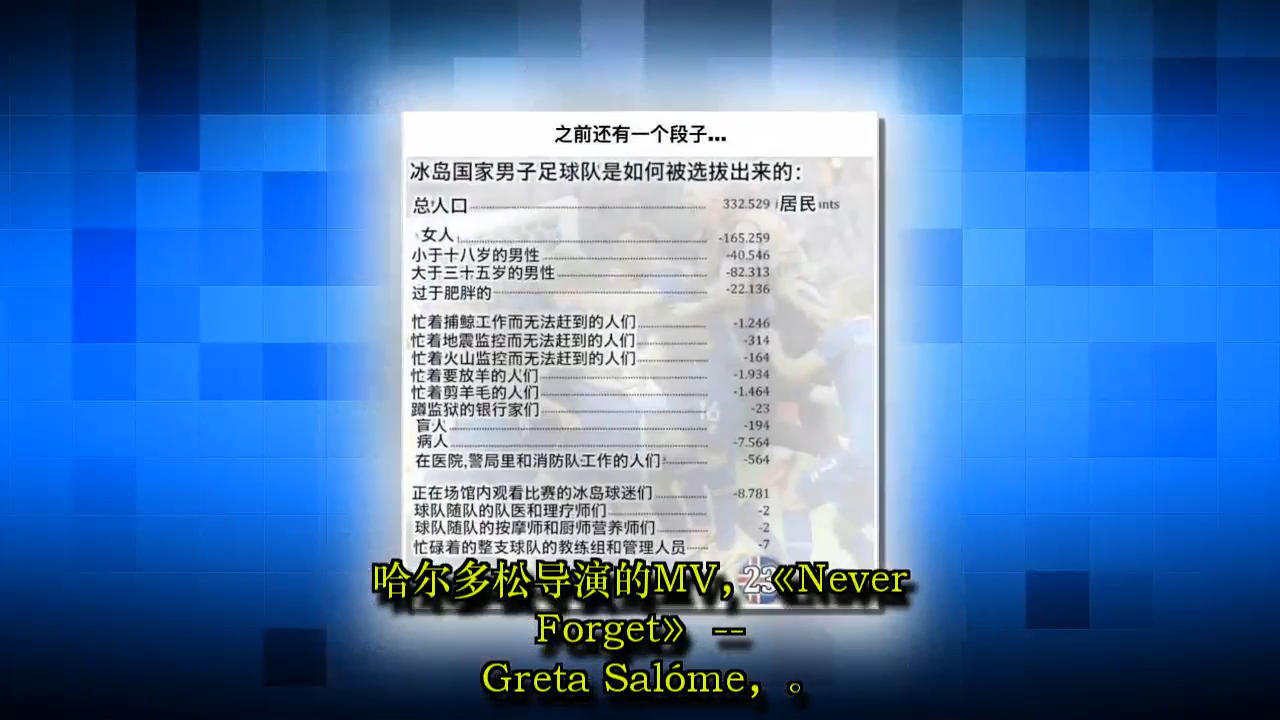 之前还有一个段子...
冰岛国家男子足球队是如何被选拔出来的：
总人口 332.529 居民 nts
女人 -165.259
小于十八岁的男性 -40.546
大于三十五岁的男性 -82.313
过于肥胖的 -22.136
忙着捕鲸工作而无法赶到的人们 -1.246
忙着地震监控而无法赶到的人们 -314
忙着火山监控而无法赶到的人们 -164
忙着要放羊的人们 -1.934
忙着剪羊毛的人们 -1.464
蹲监狱的银行家们 -23
盲人 -194
病人 -7.564
在医院,警局里和消防队工作的人们 -564
正在场馆内观看比赛的冰岛球迷们 -8.781
球队随队的队医和理疗师们 -2
球队随队的按摩师和厨师营养师们 -2
忙碌着的整支球队的教练组和管理人员 -7
23
哈尔多松导演的MV，《Never
Forget》 --
Greta Salóme，。